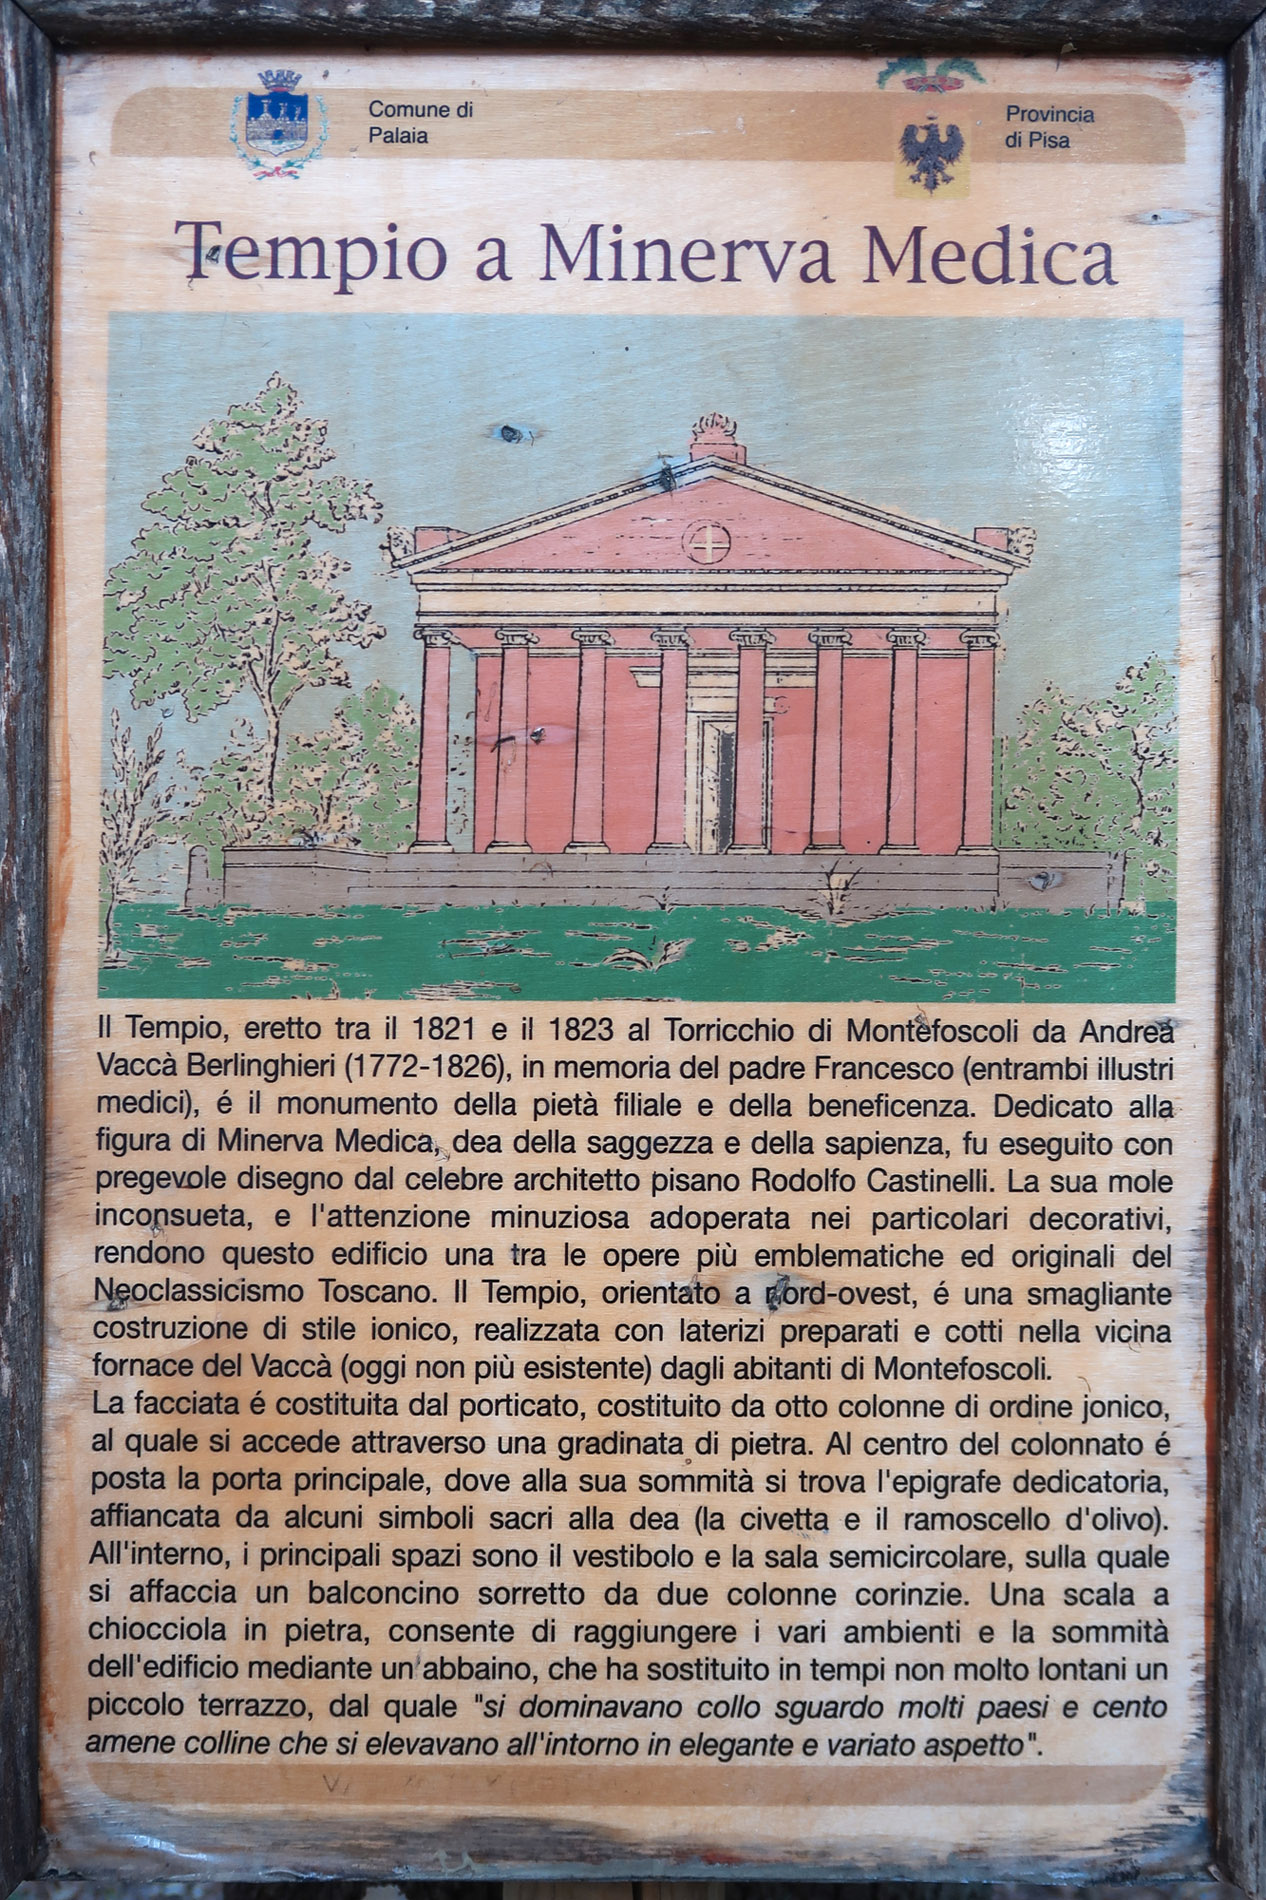 Comune di
Palaia
Provincia
di Pisa
Tempio a Minerva Medica
Il Tempio, eretto tra il 1821 e il 1823 al Torricchio di Montefoscoli da Andrea
Vaccà Berlinghieri (1772-1826), in memoria del padre Francesco (entrambi illustri
medici), é il monumento della pietà filiale e della beneficenza. Dedicato alla
figura di Minerva Medica, dea della saggezza e della sapienza, fu eseguito con
pregevole disegno dal celebre architetto pisano Rodolfo Castinelli. La sua mole
inconsueta, e l'attenzione minuziosa adoperata nei particolari decorativi,
rendono questo edificio una tra le opere più emblematiche ed originali del
Neoclassicismo Toscano. Il Tempio, orientato a nord-ovest, é una smagliante
costruzione di stile ionico, realizzata con laterizi preparati e cotti nella vicina
fornace del Vaccà (oggi non più esistente) dagli abitanti di Montefoscoli.
La facciata é costituita dal porticato, costituito da otto colonne di ordine jonico,
al quale si accede attraverso una gradinata di pietra. Al centro del colonnato é
posta la porta principale, dove alla sua sommità si trova l'epigrafe dedicatoria,
affiancata da alcuni simboli sacri alla dea (la civetta e il ramoscello d'olivo).
All'interno, i principali spazi sono il vestibolo e la sala semicircolare, sulla quale
si affaccia un balconcino sorretto da due colonne corinzie. Una scala a
chiocciola in pietra, consente di raggiungere i vari ambienti e la sommità
dell'edificio mediante un abbaino, che ha sostituito in tempi non molto lontani un
piccolo terrazzo, dal quale "si dominavano collo sguardo molti paesi e cento
amene colline che si elevavano all'intorno in elegante e variato aspetto".